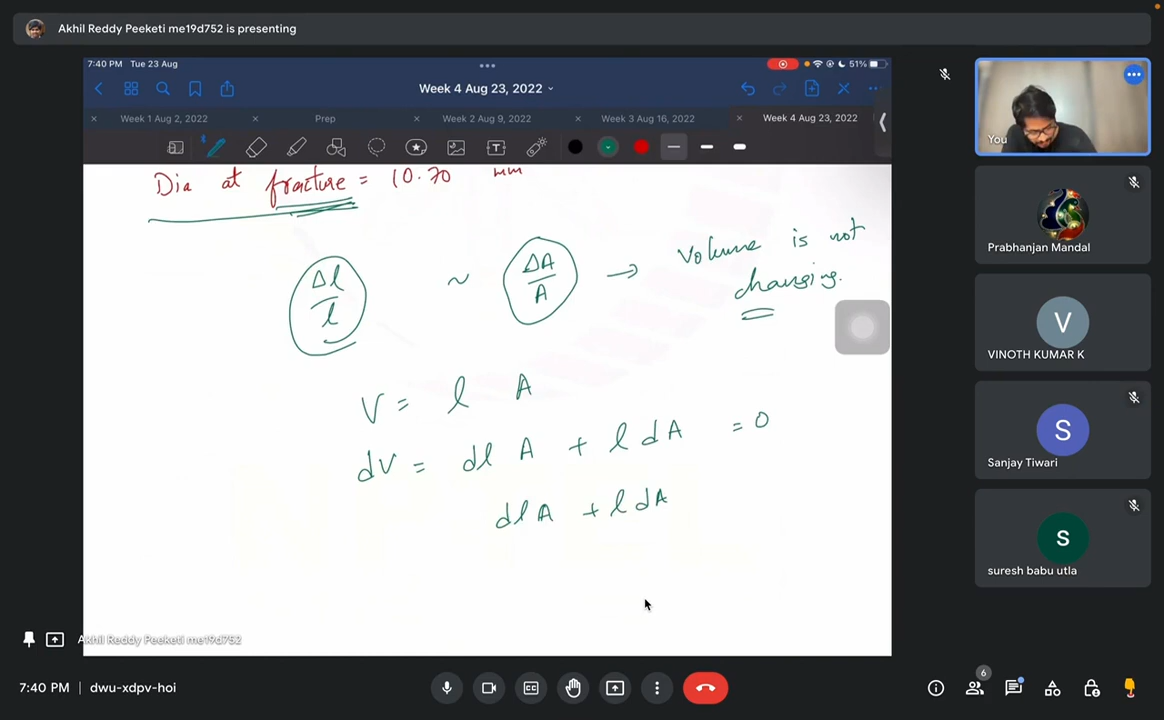 Akhil Reddy Peeketi me19d752 is presenting
7:40 PM Tue 23 Aug
51%
Week 4 Aug 23, 2022
Week 1 Aug 2, 2022
Prep
Week 2 Aug 9, 2022
Week 3 Aug 16, 2022
Week 4 Aug 23, 2022
Dia at fracture = 10.70 mm
Δl/l ~ ΔA/A → Volume is not changing.
V = l A
dV = dl A + l dA = 0
dl A + l dA
You
Prabhanjan Mandal
V
VINOTH KUMAR K
S
Sanjay Tiwari
S
suresh babu utla
Akhil Reddy Peeketi me19d752
7:40 PM | dwu-xdpv-hoi
6